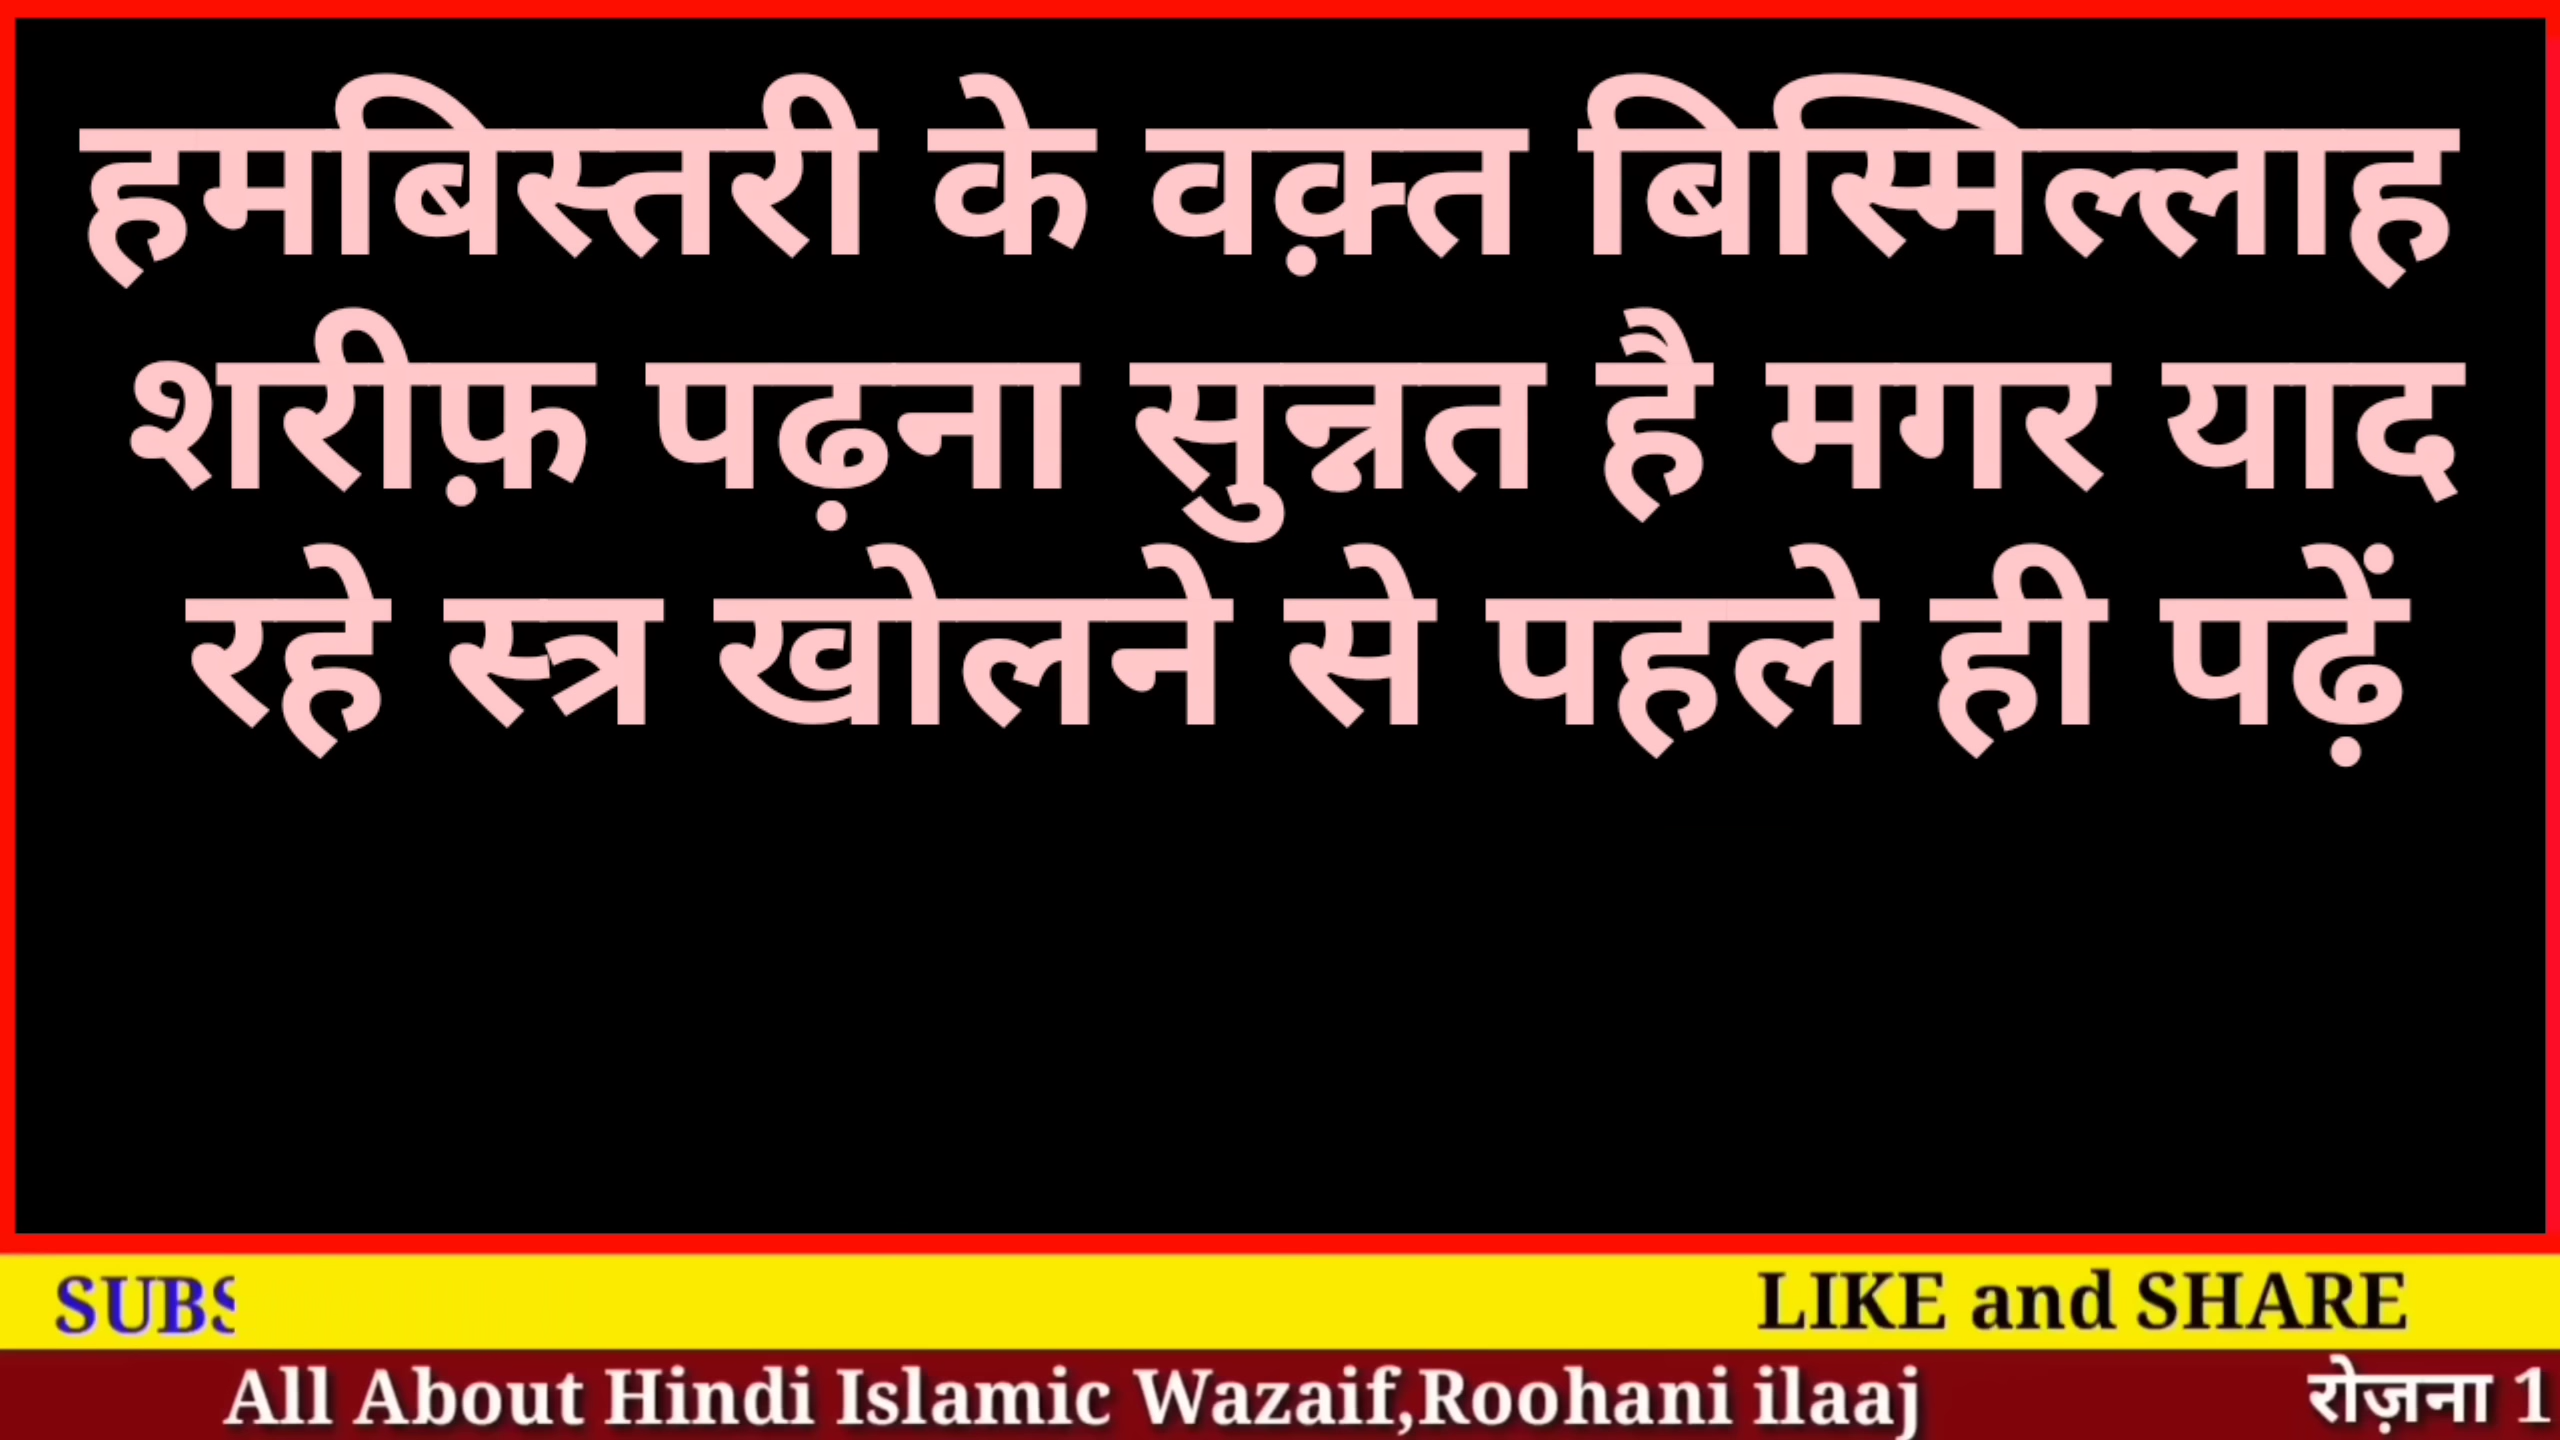 हमबिस्तरी के वक़्त बिस्मिल्लाह
शरीफ़ पढ़ना सुन्नत है मगर याद
रहे स्त्र खोलने से पहले ही पढ़ें
SUBS LIKE and SHARE
All About Hindi Islamic Wazaif,Roohani ilaaj रोज़ना 1